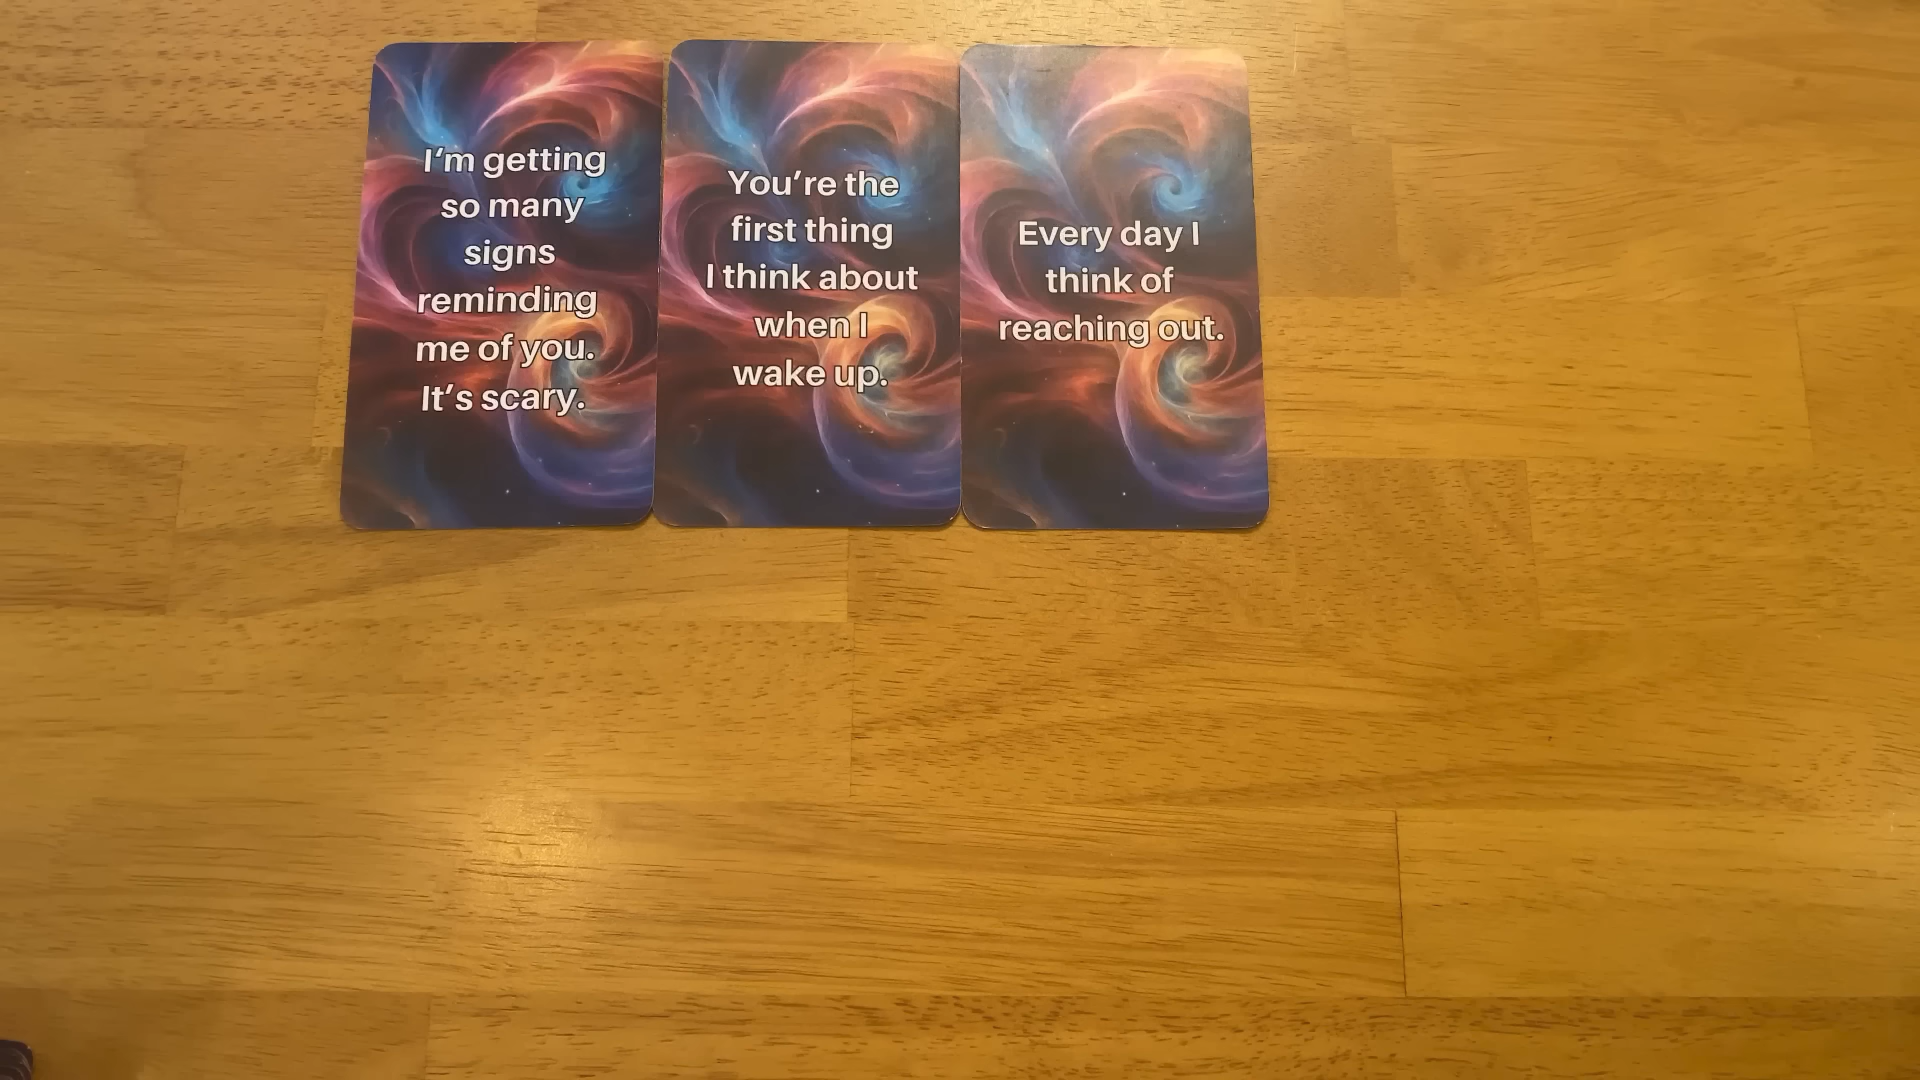 I'm getting
so many
signs
reminding
me of you.
It's scary.
You're the
first thing
I think about
when I
wake up.
Every day I
think of
reaching out.